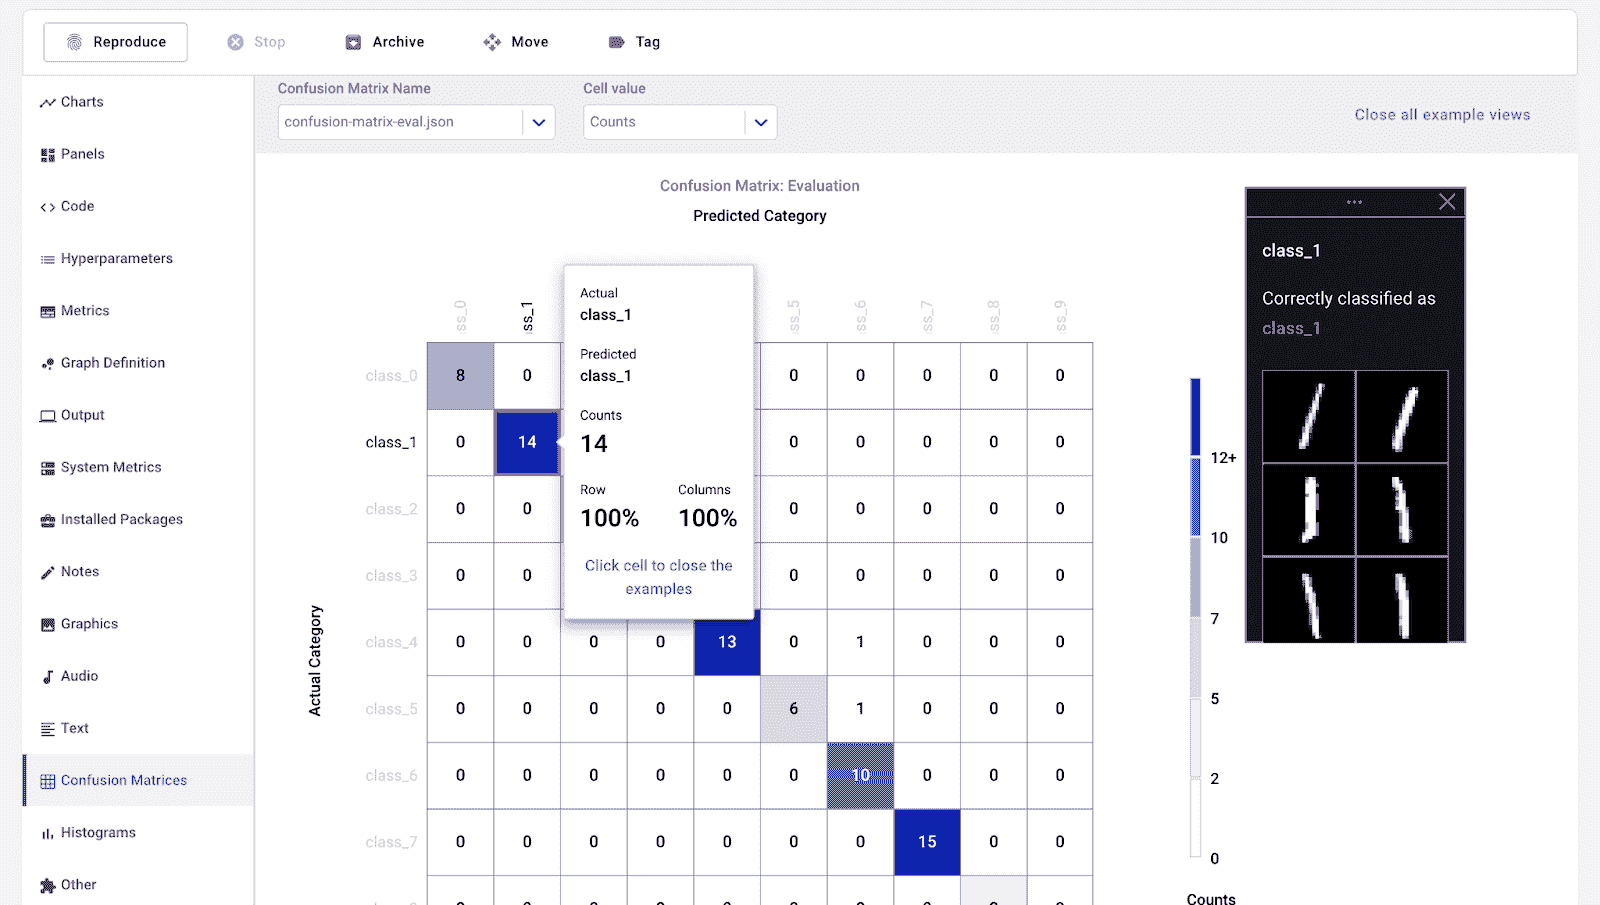 Reproduce
Stop
Archive
Move
Tag
Charts
Panels
Code
Hyperparameters
Metrics
Graph Definition
Output
System Metrics
Installed Packages
Notes
Graphics
Audio
Text
Confusion Matrices
Histograms
Other
Confusion Matrix Name
confusion-matrix-eval.json
Cell value
Counts
Close all example views
Confusion Matrix: Evaluation
Predicted Category
ss_0
ss_1
ss_5
ss_6
ss_7
ss_8
ss_9
Actual Category
class_0 8 0 0 0 0 0 0
class_1 0 14 0 0 0 0 0
class_2 0 0 0 0 0 0 0
class_3 0 0 0 0 0 0 0
class_4 0 0 0 0 13 0 1 0 0 0
class_5 0 0 0 0 0 6 1 0 0 0
class_6 0 0 0 0 0 0 10 0 0 0
class_7 0 0 0 0 0 0 0 15 0 0
Actual
class_1
Predicted
class_1
Counts
14
Row Columns
100% 100%
Click cell to close the
examples
12+
10
7
5
2
0
Counts
...
class_1
Correctly classified as
class_1